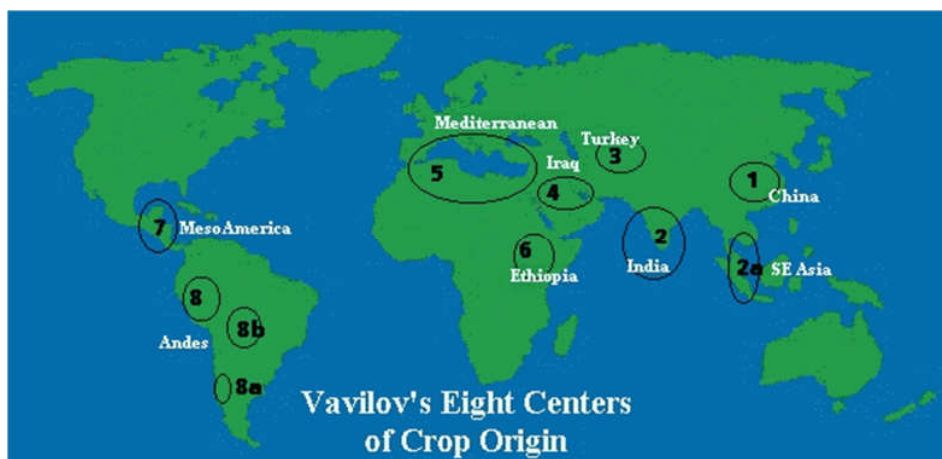 Mediterranean
Turkey
3
Iraq
5
4
1
China
7
MesoAmerica
6
Ethiopia
2
India
2a
SE Asia
8
8b
Andes
8a
Vavilov's Eight Centers
of Crop Origin